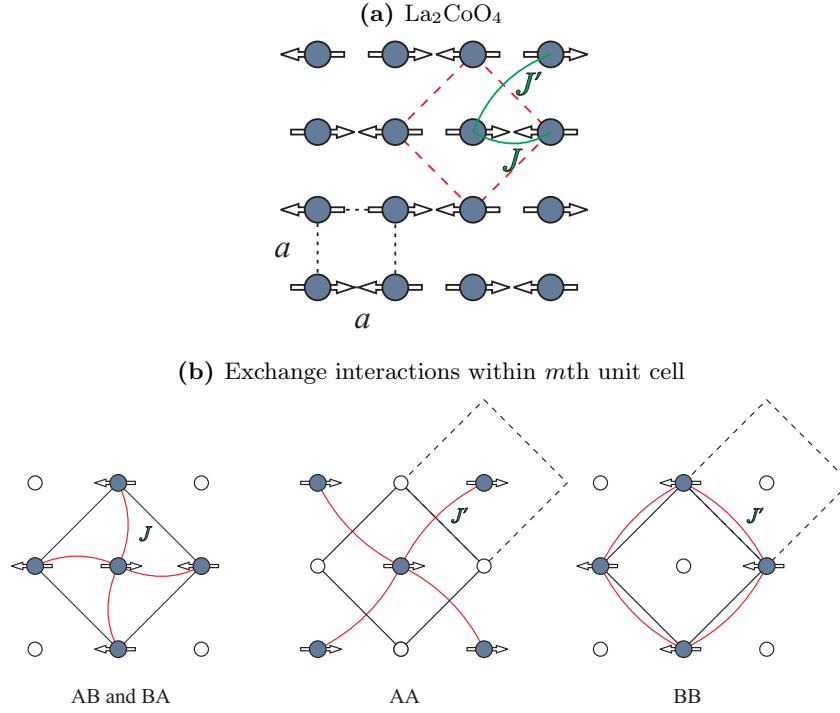 (a) La₂CoO₄
J′
J
a
a
(b) Exchange interactions within mth unit cell
J
J′
J′
AB and BA
AA
BB